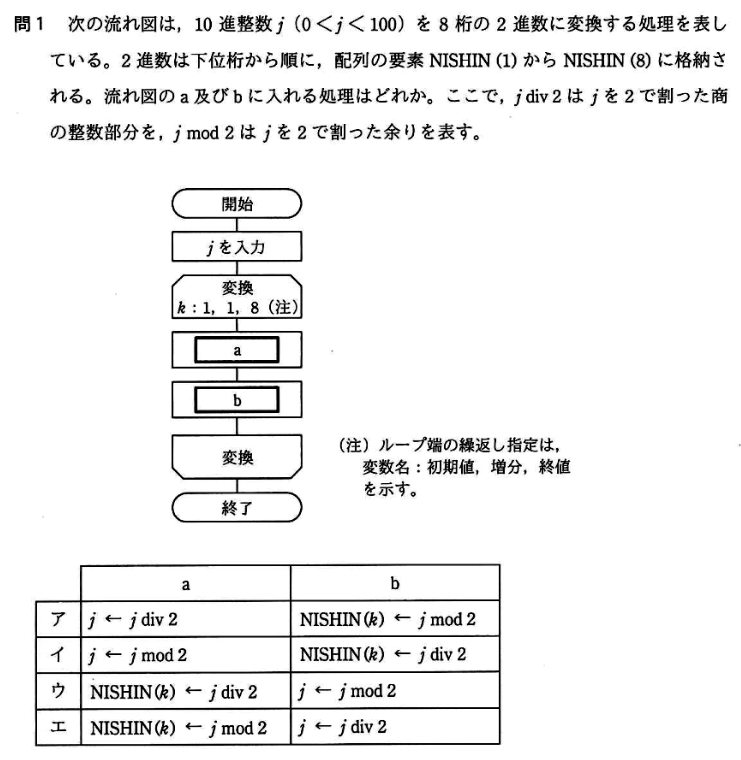 問1 次の流れ図は，10進整数 j（0＜j＜100）を8桁の2進数に変換する処理を表し
ている。2進数は下位桁から順に，配列の要素 NISHIN (1) から NISHIN (8) に格納さ
れる。流れ図の a 及び b に入れる処理はどれか。ここで，j div 2 は j を 2 で割った商
の整数部分を，j mod 2 は j を 2 で割った余りを表す。
開始
j を入力
変換
k：1，1，8（注）
a
b
変換
（注）ループ端の繰返し指定は，
変数名：初期値，増分，終値
を示す。
終了
a b
ア j ← j div 2 NISHIN(k) ← j mod 2
イ j ← j mod 2 NISHIN(k) ← j div 2
ウ NISHIN(k) ← j div 2 j ← j mod 2
エ NISHIN(k) ← j mod 2 j ← j div 2